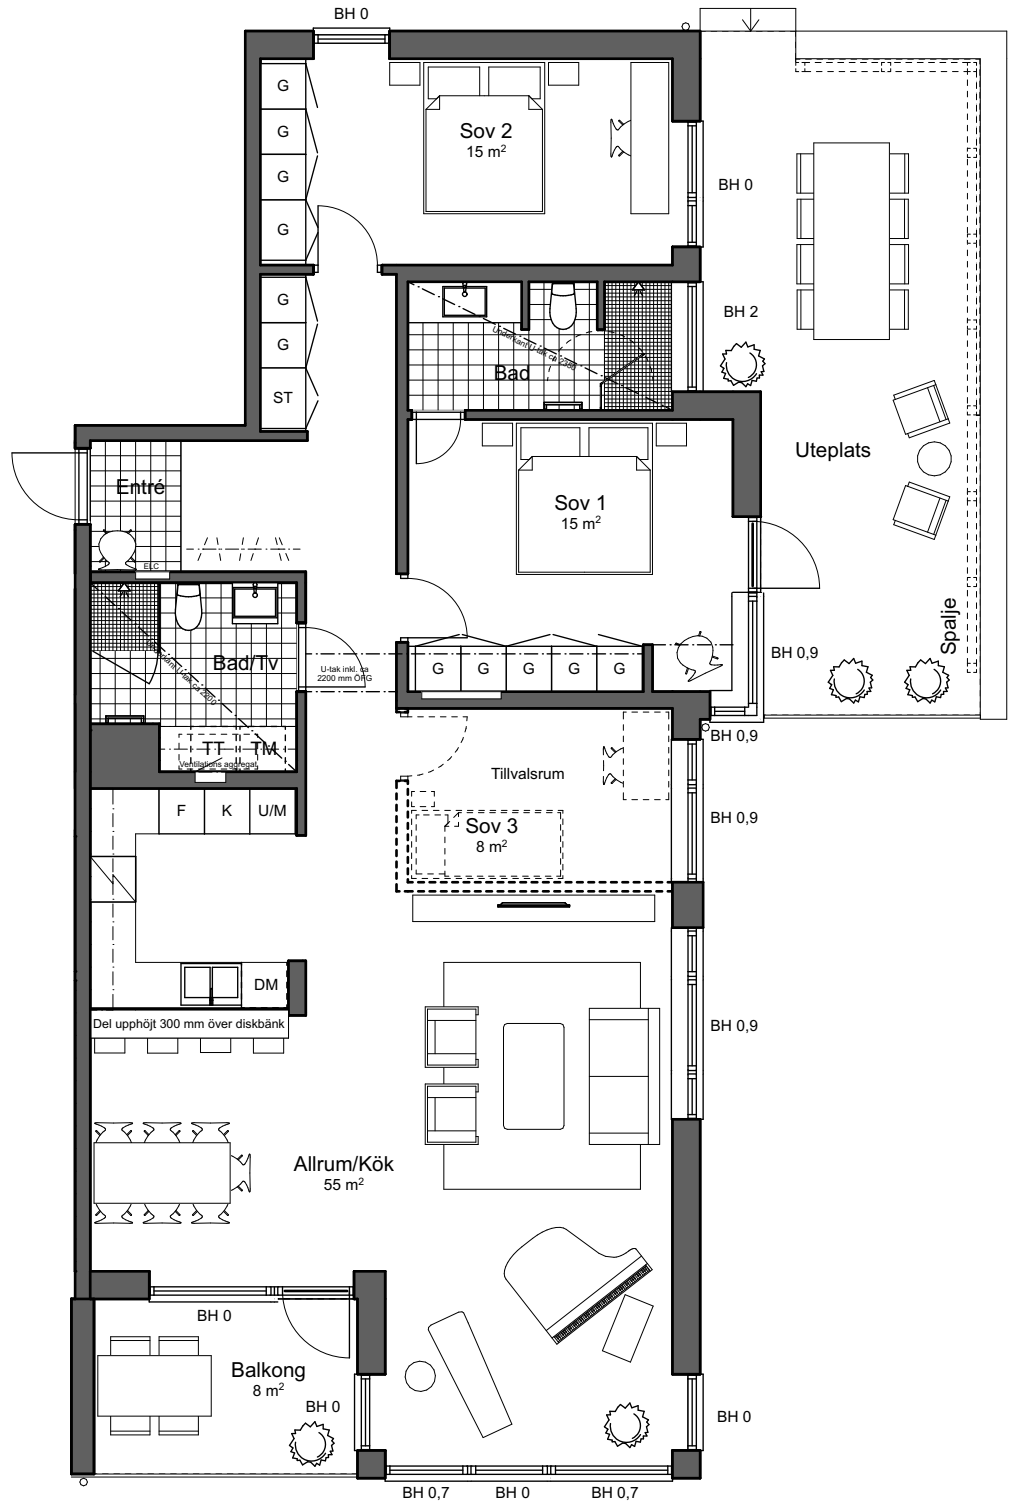 BH 0
G
G
G
G
Sov 2
15 m²
BH 0
G
G
ST
BH 2
Underkant U-tak ca 2350
Bad
Uteplats
Entré
ELC
Sov 1
15 m²
Spalje
Bad/Tv
U-tak inkl. ca
2200 mm ÖFG
G
G
G
G
G
BH 0,9
BH 0,9
TT
TM
Ventilations aggregat
Tillvalsrum
Sov 3
8 m²
BH 0,9
F
K
U/M
DM
Del upphöjt 300 mm över diskbänk
BH 0,9
Allrum/Kök
55 m²
BH 0
Balkong
8 m²
BH 0
BH 0
BH 0,7
BH 0
BH 0,7